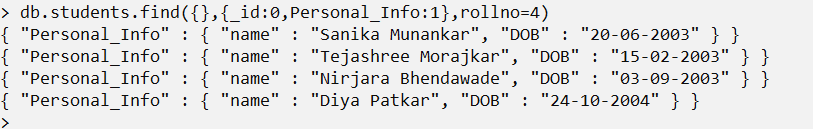 > db.students.find({},{_id:0,Personal_Info:1},rollno=4)
{ "Personal_Info" : { "name" : "Sanika Munankar", "DOB" : "20-06-2003" } }
{ "Personal_Info" : { "name" : "Tejashree Morajkar", "DOB" : "15-02-2003" } }
{ "Personal_Info" : { "name" : "Nirjara Bhendawade", "DOB" : "03-09-2003" } }
{ "Personal_Info" : { "name" : "Diya Patkar", "DOB" : "24-10-2004" } }
>